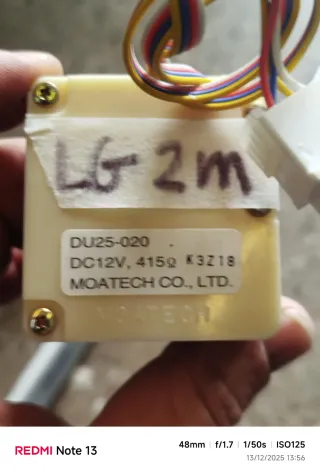 LG 2m
DU25-020
DC12V, 415Ω K3Z18
MOATECH CO., LTD.
MOATECH
REDMI Note 13
48mm f/1.7 1/50s ISO125
13/12/2025 13:56